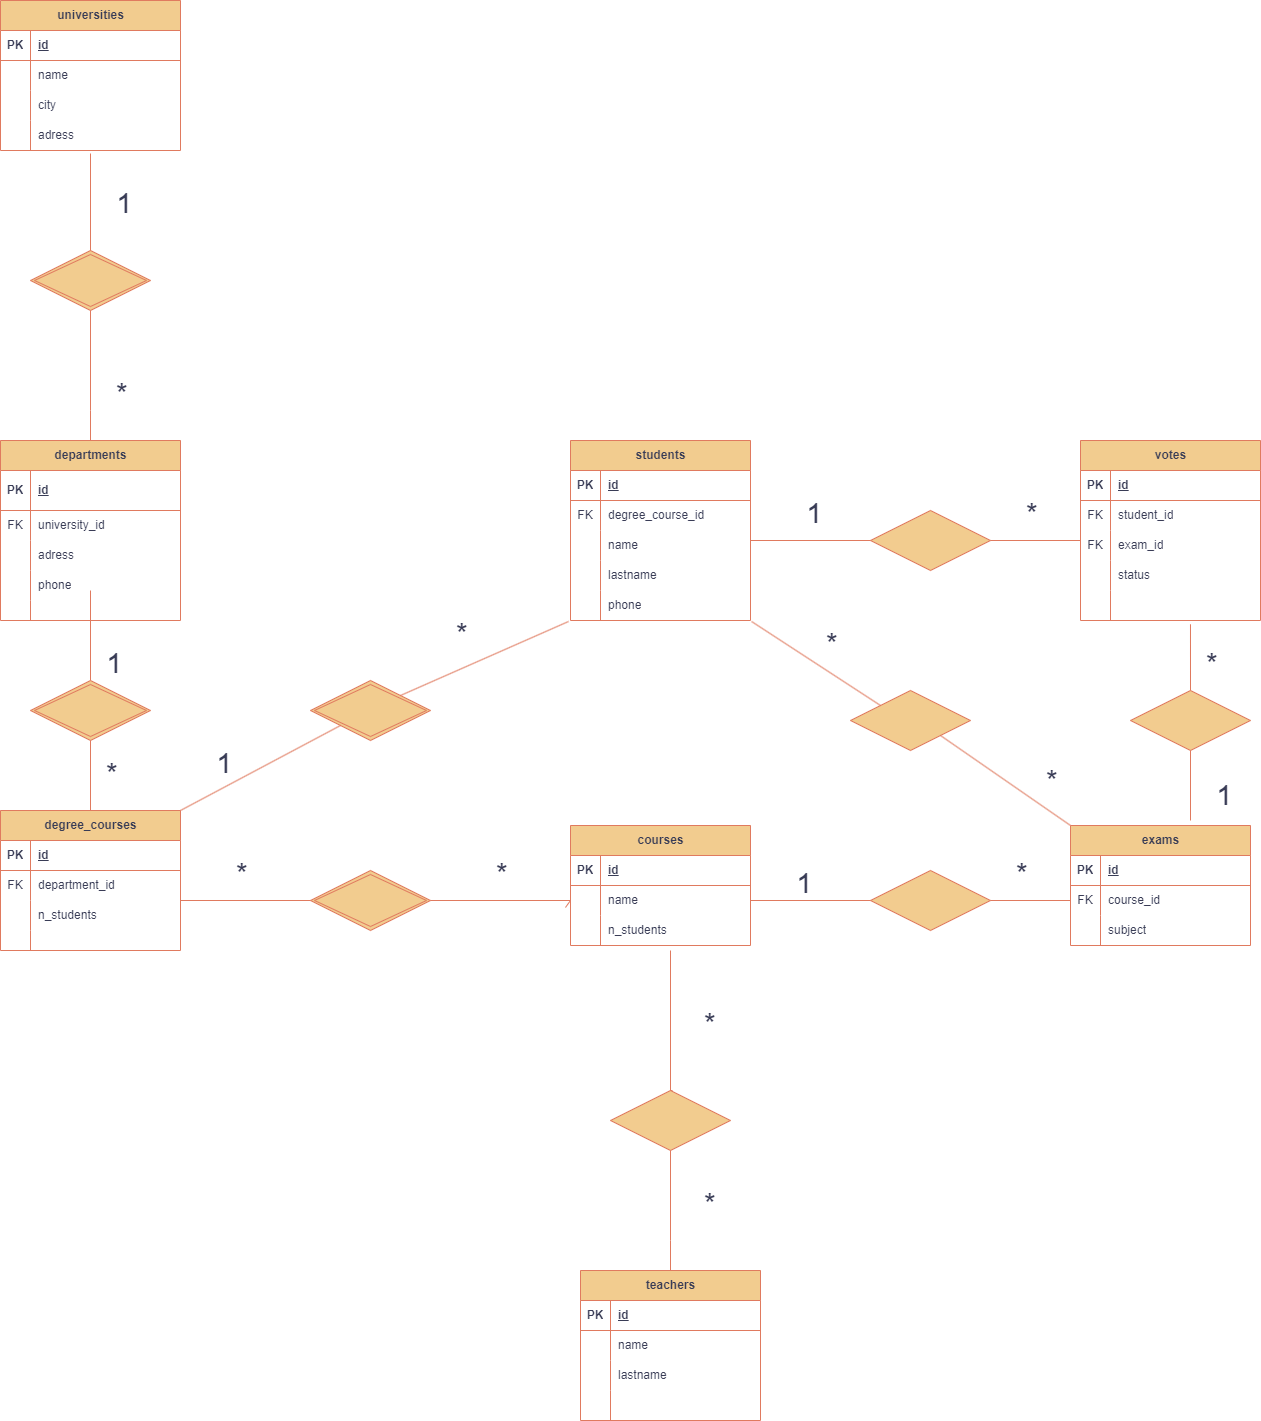 universities
PK id
name
city
adress
1
*
departments
PK id
FK university_id
adress
phone
students
PK id
FK degree_course_id
name
lastname
phone
1
*
votes
PK id
FK student_id
FK exam_id
status
1
*
*
1
*
*
*
1
degree_courses
PK id
FK department_id
n_students
*
*
courses
PK id
name
n_students
1
*
exams
PK id
FK course_id
subject
*
*
teachers
PK id
name
lastname